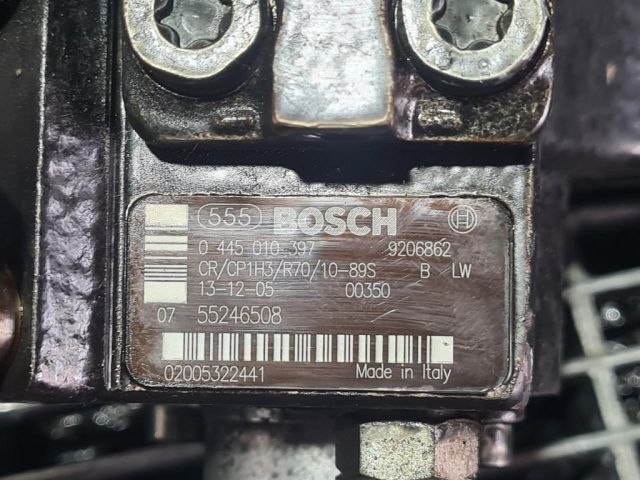 555 BOSCH
0 445 010 397 9206862
CR/CP1H3/R70/10-89S B LW
13-12-05 00350
07 55246508
02005322441 Made in Italy